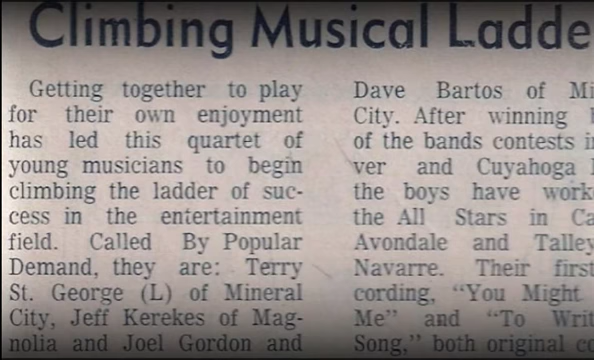 Climbing Musical Ladde
Getting together to play
for their own enjoyment
has led this quartet of
young musicians to begin
climbing the ladder of suc-
cess in the entertainment
field. Called By Popular
Demand, they are: Terry
St. George (L) of Mineral
City, Jeff Kerekes of Mag-
nolia and Joel Gordon and
Dave Bartos of Mi
City. After winning
of the bands contests i
ver and Cuyahoga
the boys have work
the All Stars in Ca
Avondale and Talley
Navarre. Their first
cording, "You Might
Me" and "To Writ
Song," both original co